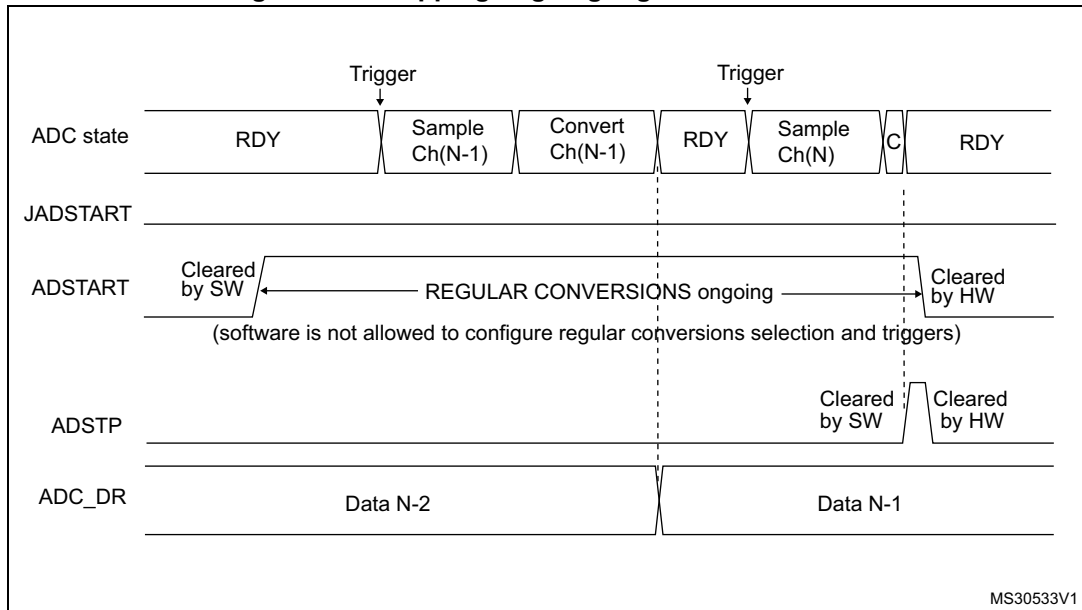 Trigger
Trigger
ADC state
RDY
Sample
Ch(N-1)
Convert
Ch(N-1)
RDY
Sample
Ch(N)
C
RDY
JADSTART
ADSTART
Cleared
by SW
REGULAR CONVERSIONS ongoing
Cleared
by HW
(software is not allowed to configure regular conversions selection and triggers)
ADSTP
Cleared
by SW
Cleared
by HW
ADC_DR
Data N-2
Data N-1
MS30533V1